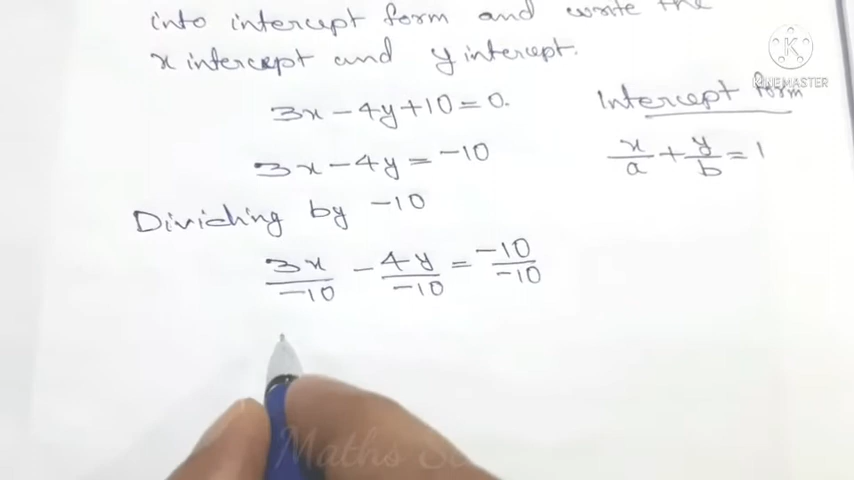 into intercept form and write the
x intercept and y intercept.
3x - 4y + 10 = 0.
3x - 4y = -10
Dividing by -10
3x/-10 - 4y/-10 = -10/-10
Intercept form
x/a + y/b = 1
K
KINEMASTER
Maths